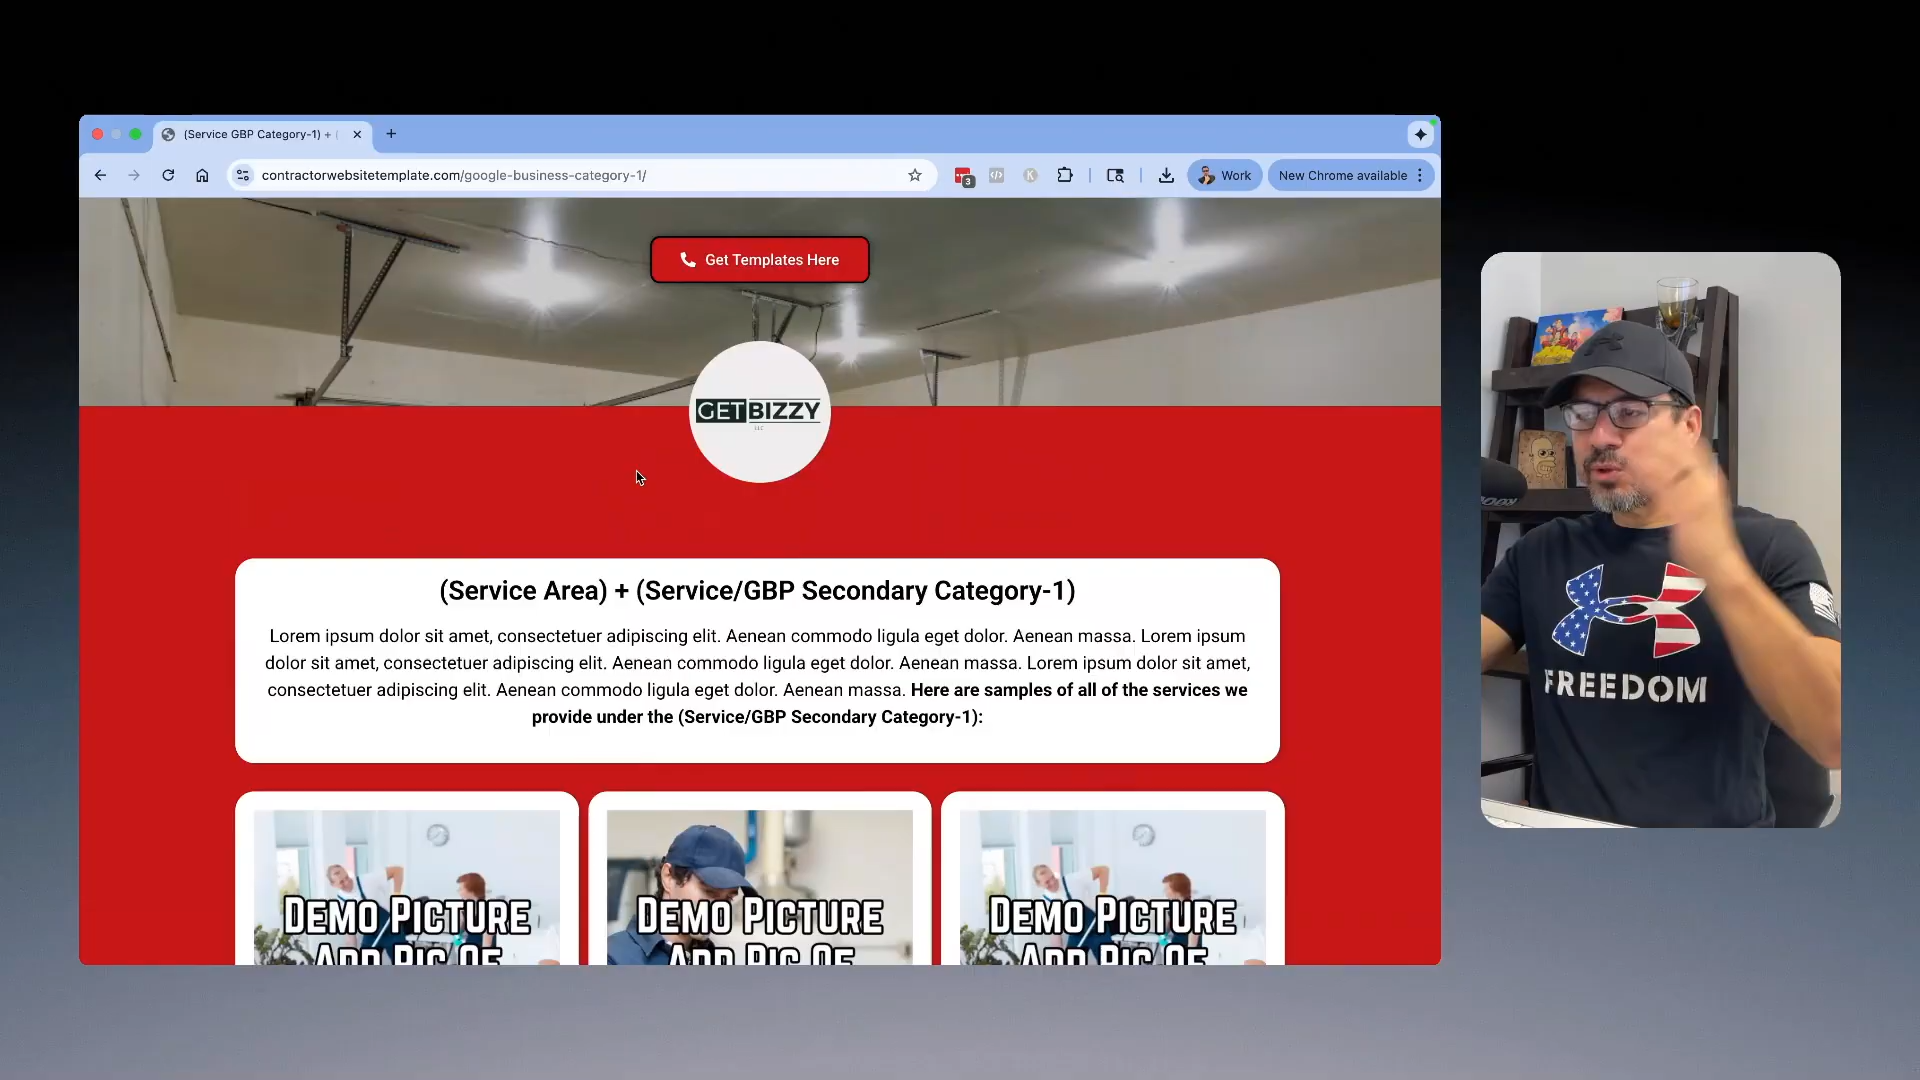 (Service GBP Category-1) + (
contractorwebsitetemplate.com/google-business-category-1/
3
K
Work
New Chrome available
Get Templates Here
GETBIZZY
LLC
(Service Area) + (Service/GBP Secondary Category-1)
Lorem ipsum dolor sit amet, consectetuer adipiscing elit. Aenean commodo ligula eget dolor. Aenean massa. Lorem ipsum
dolor sit amet, consectetuer adipiscing elit. Aenean commodo ligula eget dolor. Aenean massa. Lorem ipsum dolor sit amet,
consectetuer adipiscing elit. Aenean commodo ligula eget dolor. Aenean massa. Here are samples of all of the services we
provide under the (Service/GBP Secondary Category-1):
DEMO PICTURE
ADD PIC OF
DEMO PICTURE
ADD PIC OF
DEMO PICTURE
ADD PIC OF
FREEDOM